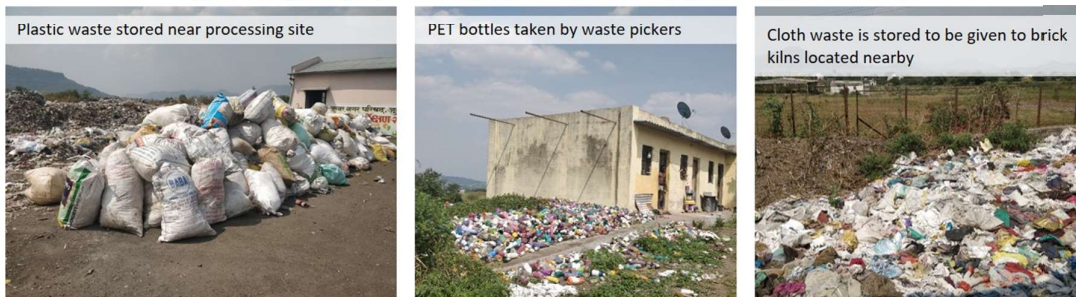 Plastic waste stored near processing site
PET bottles taken by waste pickers
Cloth waste is stored to be given to brick
kilns located nearby
BABA